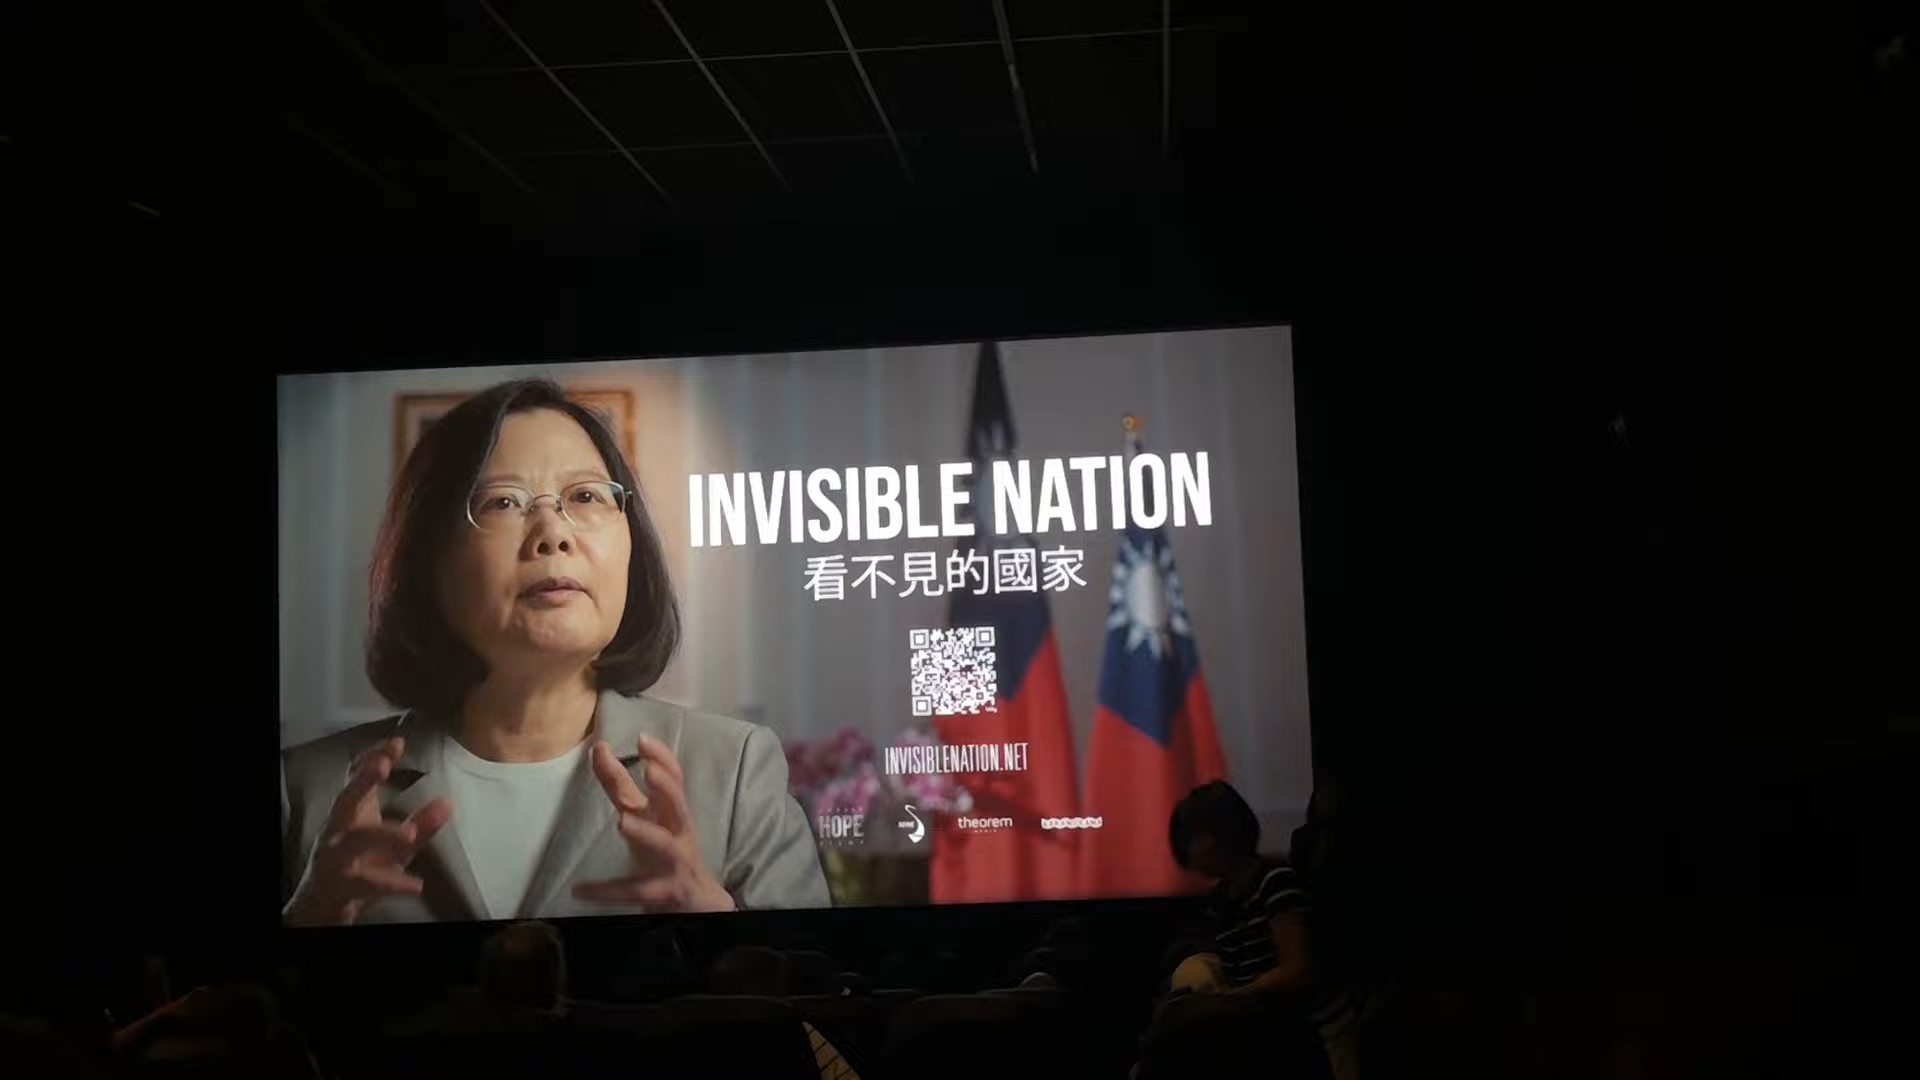 INVISIBLE NATION
看不見的國家
INVISIBLENATION.NET
HOPE
theorem